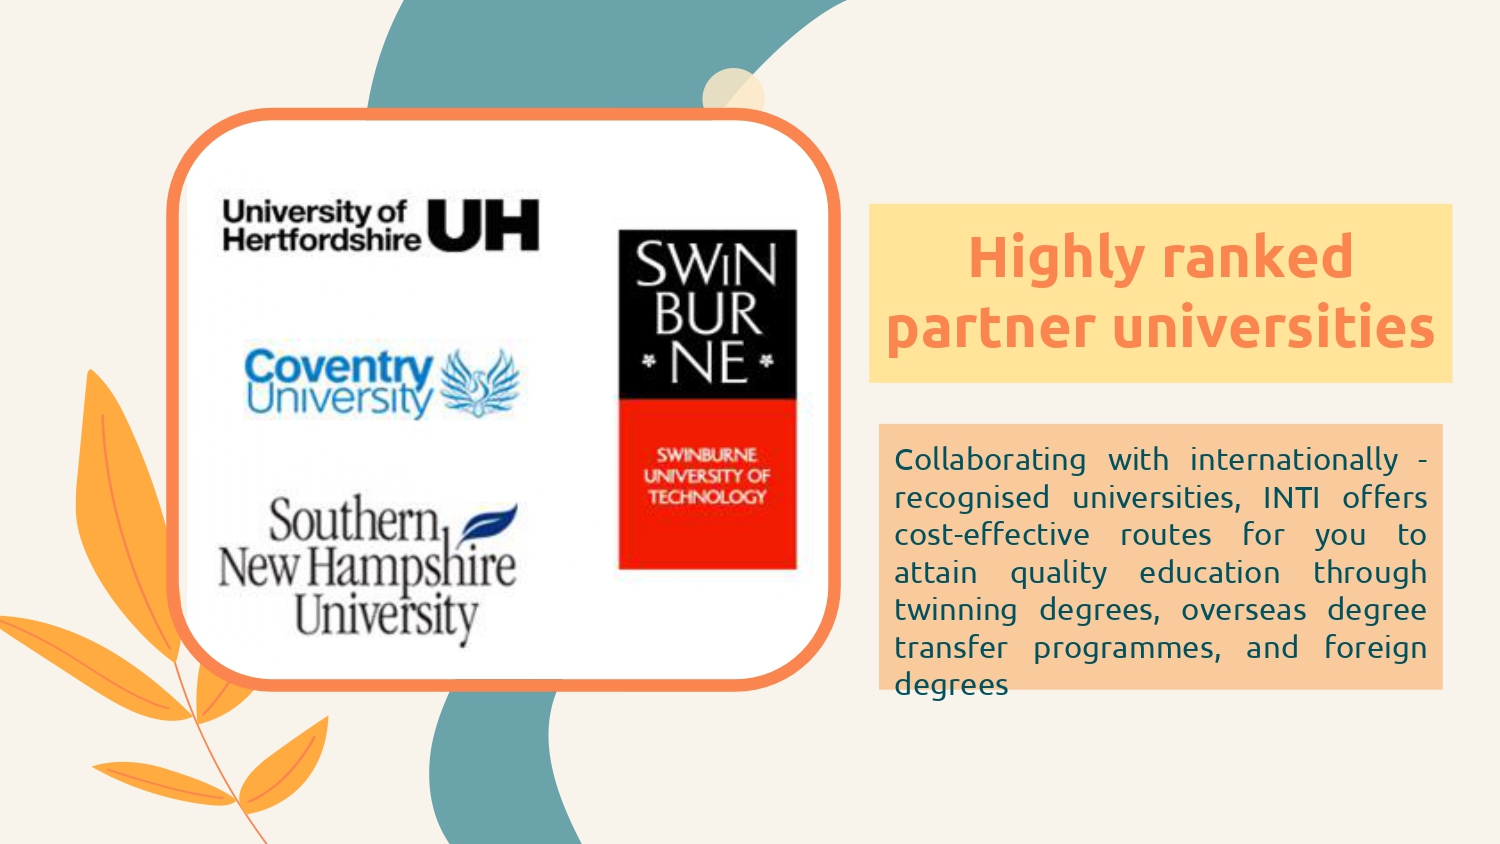 University of
Hertfordshire UH
Coventry
University
Southern
New Hampshire
University
SWiN
BUR
*NE*
SWINBURNE
UNIVERSITY OF
TECHNOLOGY
Highly ranked
partner universities
Collaborating with internationally -
recognised universities, INTI offers
cost-effective routes for you to
attain quality education through
twinning degrees, overseas degree
transfer programmes, and foreign
degrees